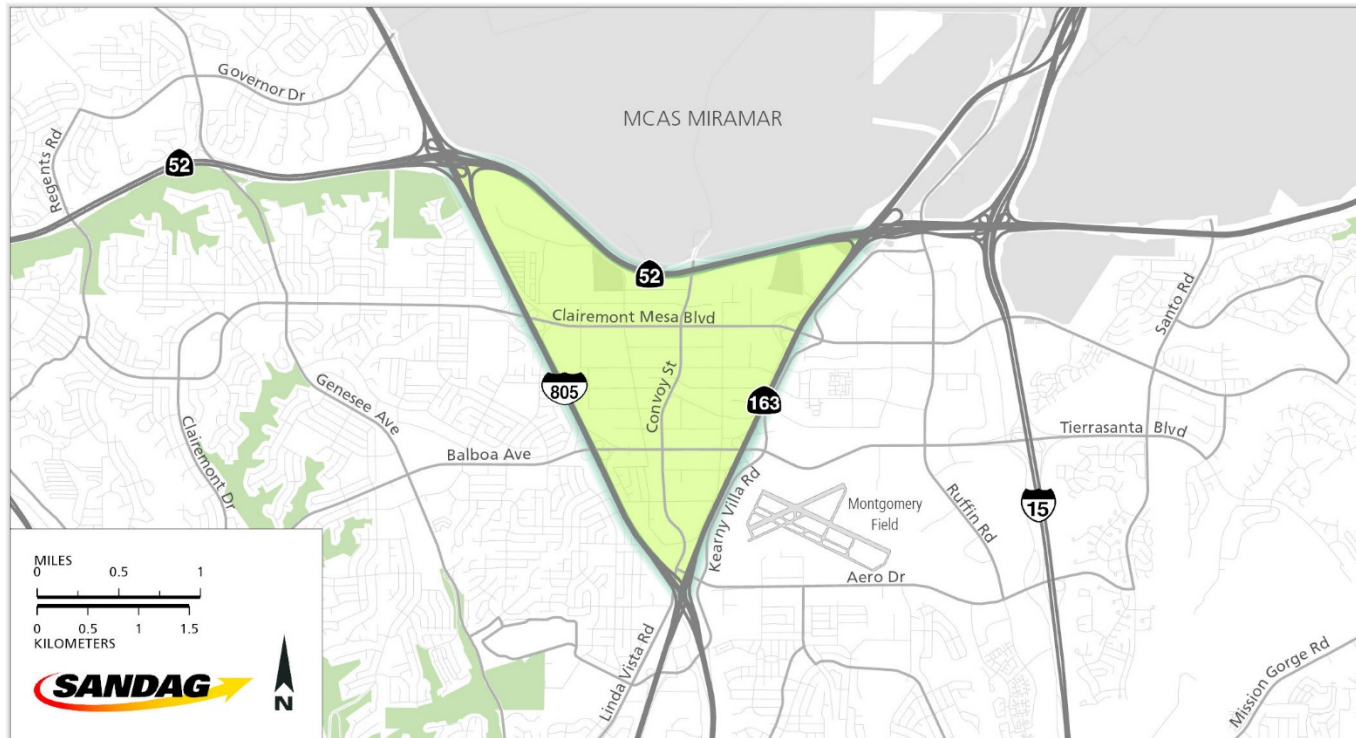 MCAS MIRAMAR
Governor Dr
Regents Rd
52
52
Clairemont Mesa Blvd
Santo Rd
805
Convoy St
163
Genesee Ave
Clairemont Dr
Balboa Ave
Tierrasanta Blvd
Kearny Villa Rd
Montgomery
Field
Ruffin Rd
15
Aero Dr
Linda Vista Rd
Mission Gorge Rd
MILES
0 0.5 1
0 0.5 1 1.5
KILOMETERS
SANDAG
N